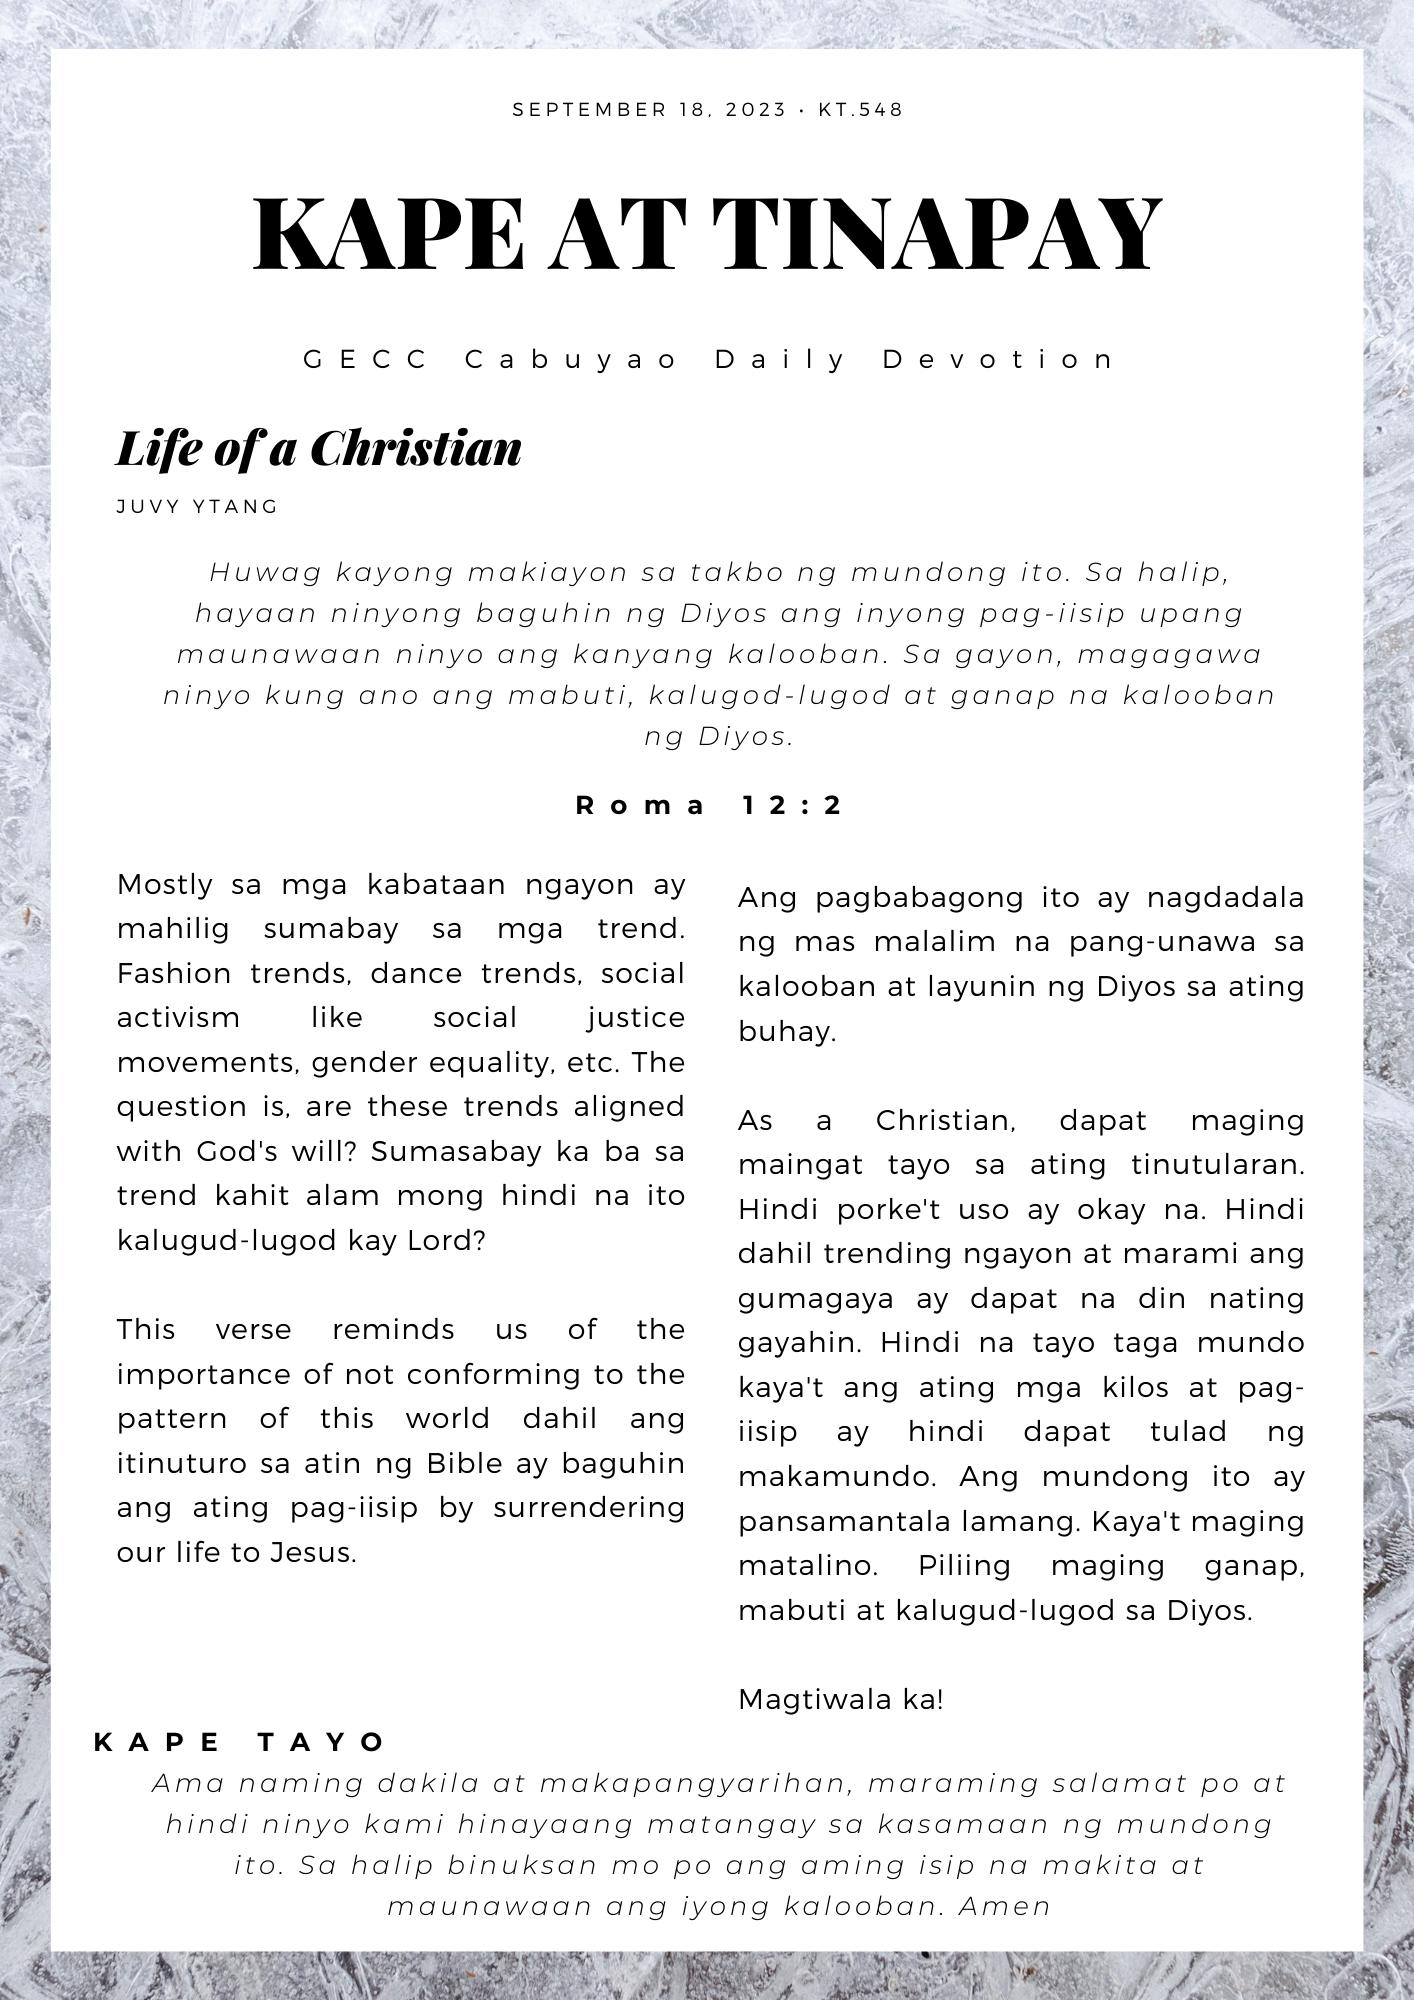 SEPTEMBER 18, 2023 • KT.548
KAPE AT TINAPAY
GECC Cabuyao Daily Devotion
Life of a Christian
JUVY YTANG
Huwag kayong makiayon sa takbo ng mundong ito. Sa halip,
hayaan ninyong baguhin ng Diyos ang inyong pag-iisip upang
maunawaan ninyo ang kanyang kalooban. Sa gayon, magagawa
ninyo kung ano ang mabuti, kalugod-lugod at ganap na kalooban
ng Diyos.
Roma 12:2
Mostly sa mga kabataan ngayon ay
mahilig sumabay sa mga trend.
Fashion trends, dance trends, social
activism like social justice
movements, gender equality, etc. The
question is, are these trends aligned
with God's will? Sumasabay ka ba sa
trend kahit alam mong hindi na ito
kalugud-lugod kay Lord?
This verse reminds us of the
importance of not conforming to the
pattern of this world dahil ang
itinuturo sa atin ng Bible ay baguhin
ang ating pag-iisip by surrendering
our life to Jesus.
Ang pagbabagong ito ay nagdadala
ng mas malalim na pang-unawa sa
kalooban at layunin ng Diyos sa ating
buhay.
As a Christian, dapat maging
maingat tayo sa ating tinutularan.
Hindi porke't uso ay okay na. Hindi
dahil trending ngayon at marami ang
gumagaya ay dapat na din nating
gayahin. Hindi na tayo taga mundo
kaya't ang ating mga kilos at pag-
iisip ay hindi dapat tulad ng
makamundo. Ang mundong ito ay
pansamantala lamang. Kaya't maging
matalino. Piliing maging ganap,
mabuti at kalugud-lugod sa Diyos.
Magtiwala ka!
KAPE TAYO
Ama naming dakila at makapangyarihan, maraming salamat po at
hindi ninyo kami hinayaang matangay sa kasamaan ng mundong
ito. Sa halip binuksan mo po ang aming isip na makita at
maunawaan ang iyong kalooban. Amen